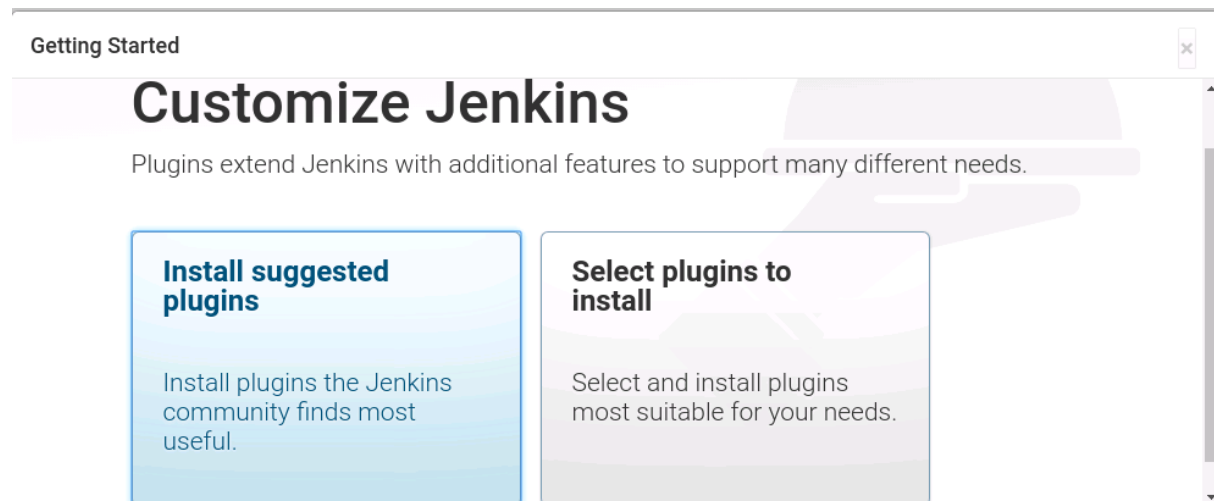 Getting Started
×
Customize Jenkins
Plugins extend Jenkins with additional features to support many different needs.
Install suggested
plugins
Install plugins the Jenkins
community finds most
useful.
Select plugins to
install
Select and install plugins
most suitable for your needs.